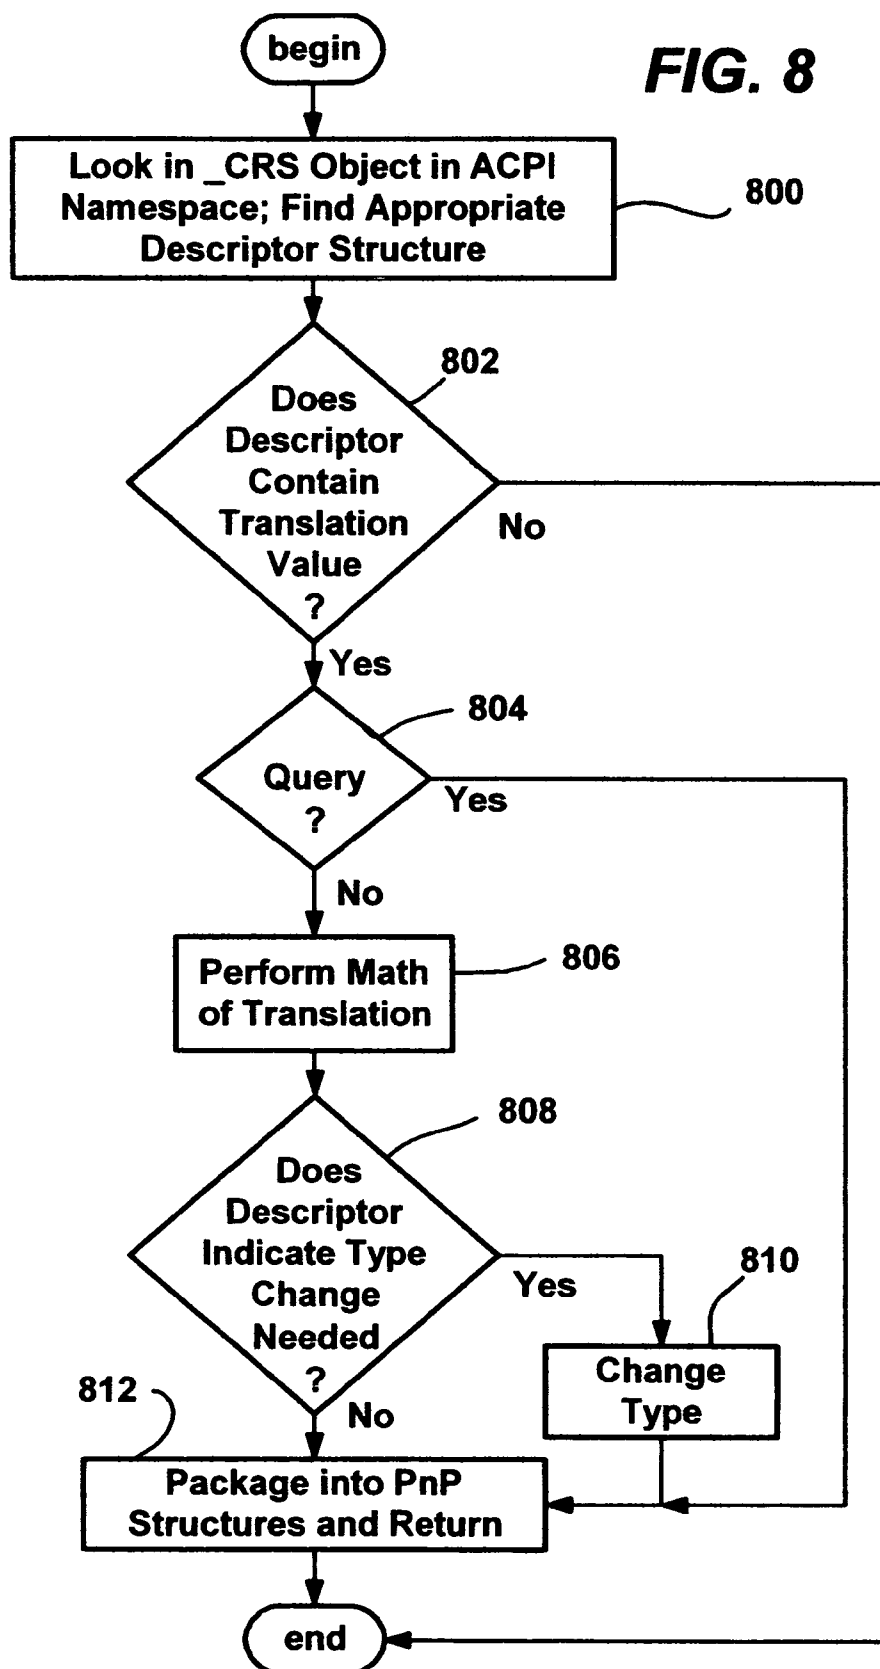 begin
FIG. 8
Look in _CRS Object in ACPI
Namespace; Find Appropriate
Descriptor Structure
800
802
Does
Descriptor
Contain
Translation
Value
?
No
Yes
804
Query
?
Yes
No
Perform Math
of Translation
806
808
Does
Descriptor
Indicate Type
Change
Needed
?
Yes
810
Change
Type
812
No
Package into PnP
Structures and Return
end